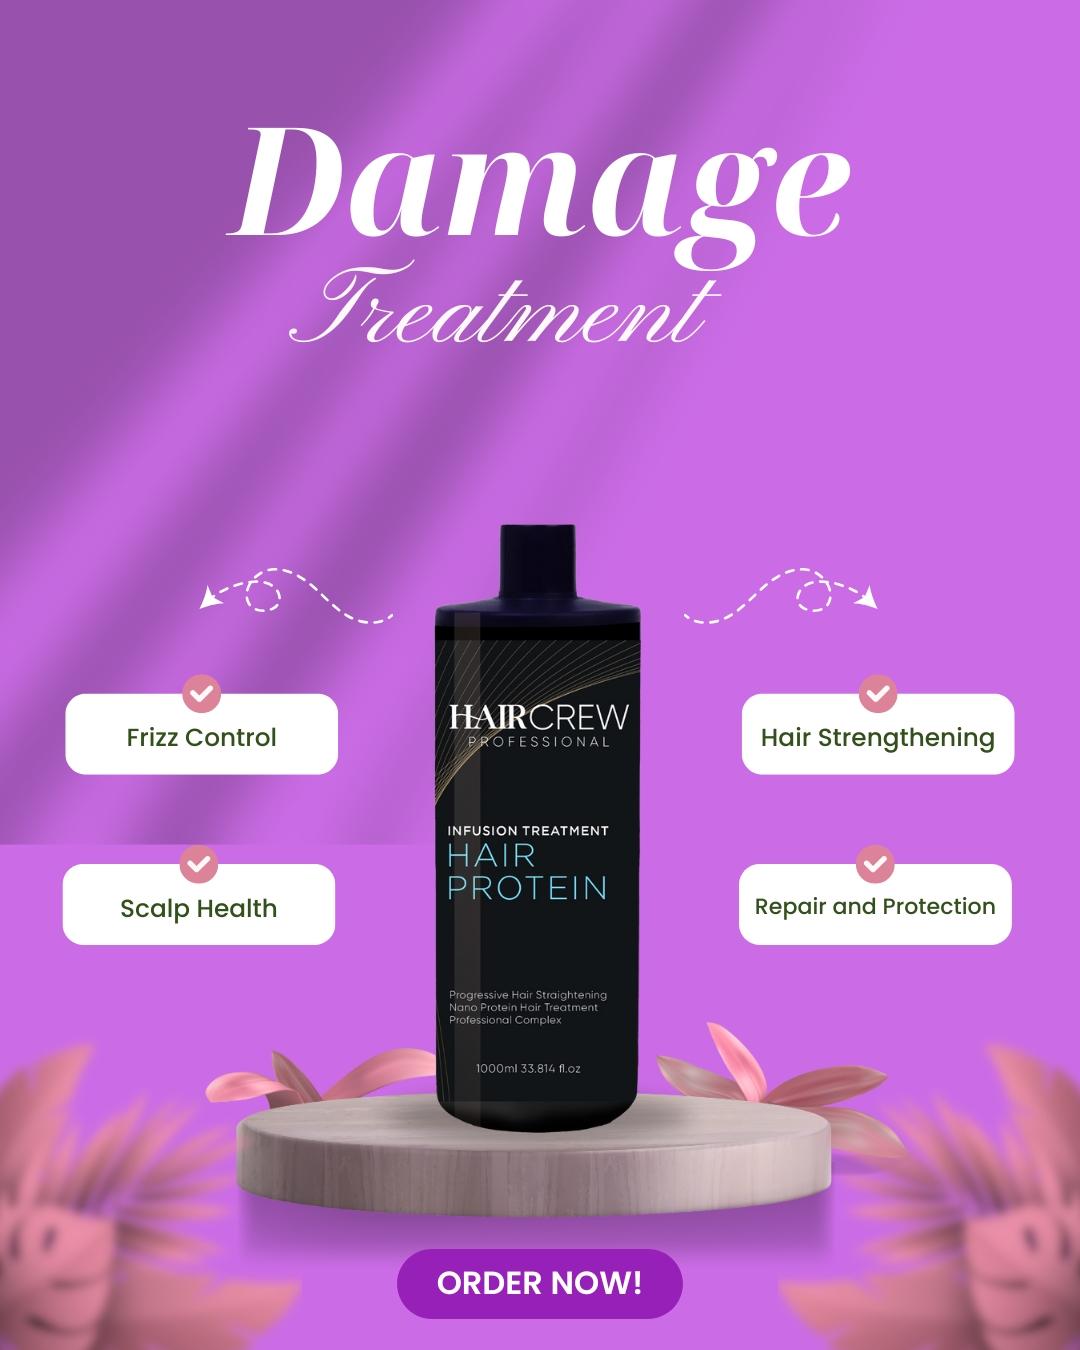 Damage
Treatment
Frizz Control
Hair Strengthening
Scalp Health
Repair and Protection
HAIRCREW
PROFESSIONAL
INFUSION TREATMENT
HAIR
PROTEIN
Progressive Hair Straightening
Nano Protein Hair Treatment
Professional Complex
1000ml 33.814 fl.oz
ORDER NOW!